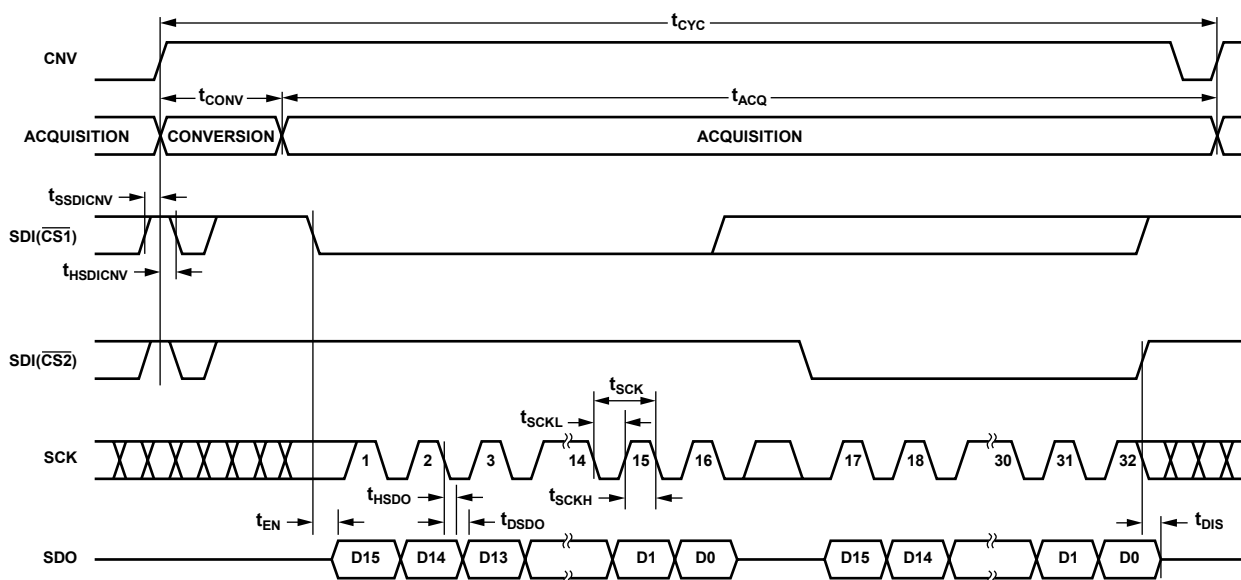 tCYC
CNV
tCONV
tACQ
ACQUISITION CONVERSION ACQUISITION
tSSDICNV
SDI(CS1)
tHSDICNV
SDI(CS2)
tSCK
tSCKL
SCK 1 2 3 14 15 16 17 18 30 31 32
tHSDO
tSCKH
tEN
tDSDO
tDIS
SDO D15 D14 D13 D1 D0 D15 D14 D1 D0